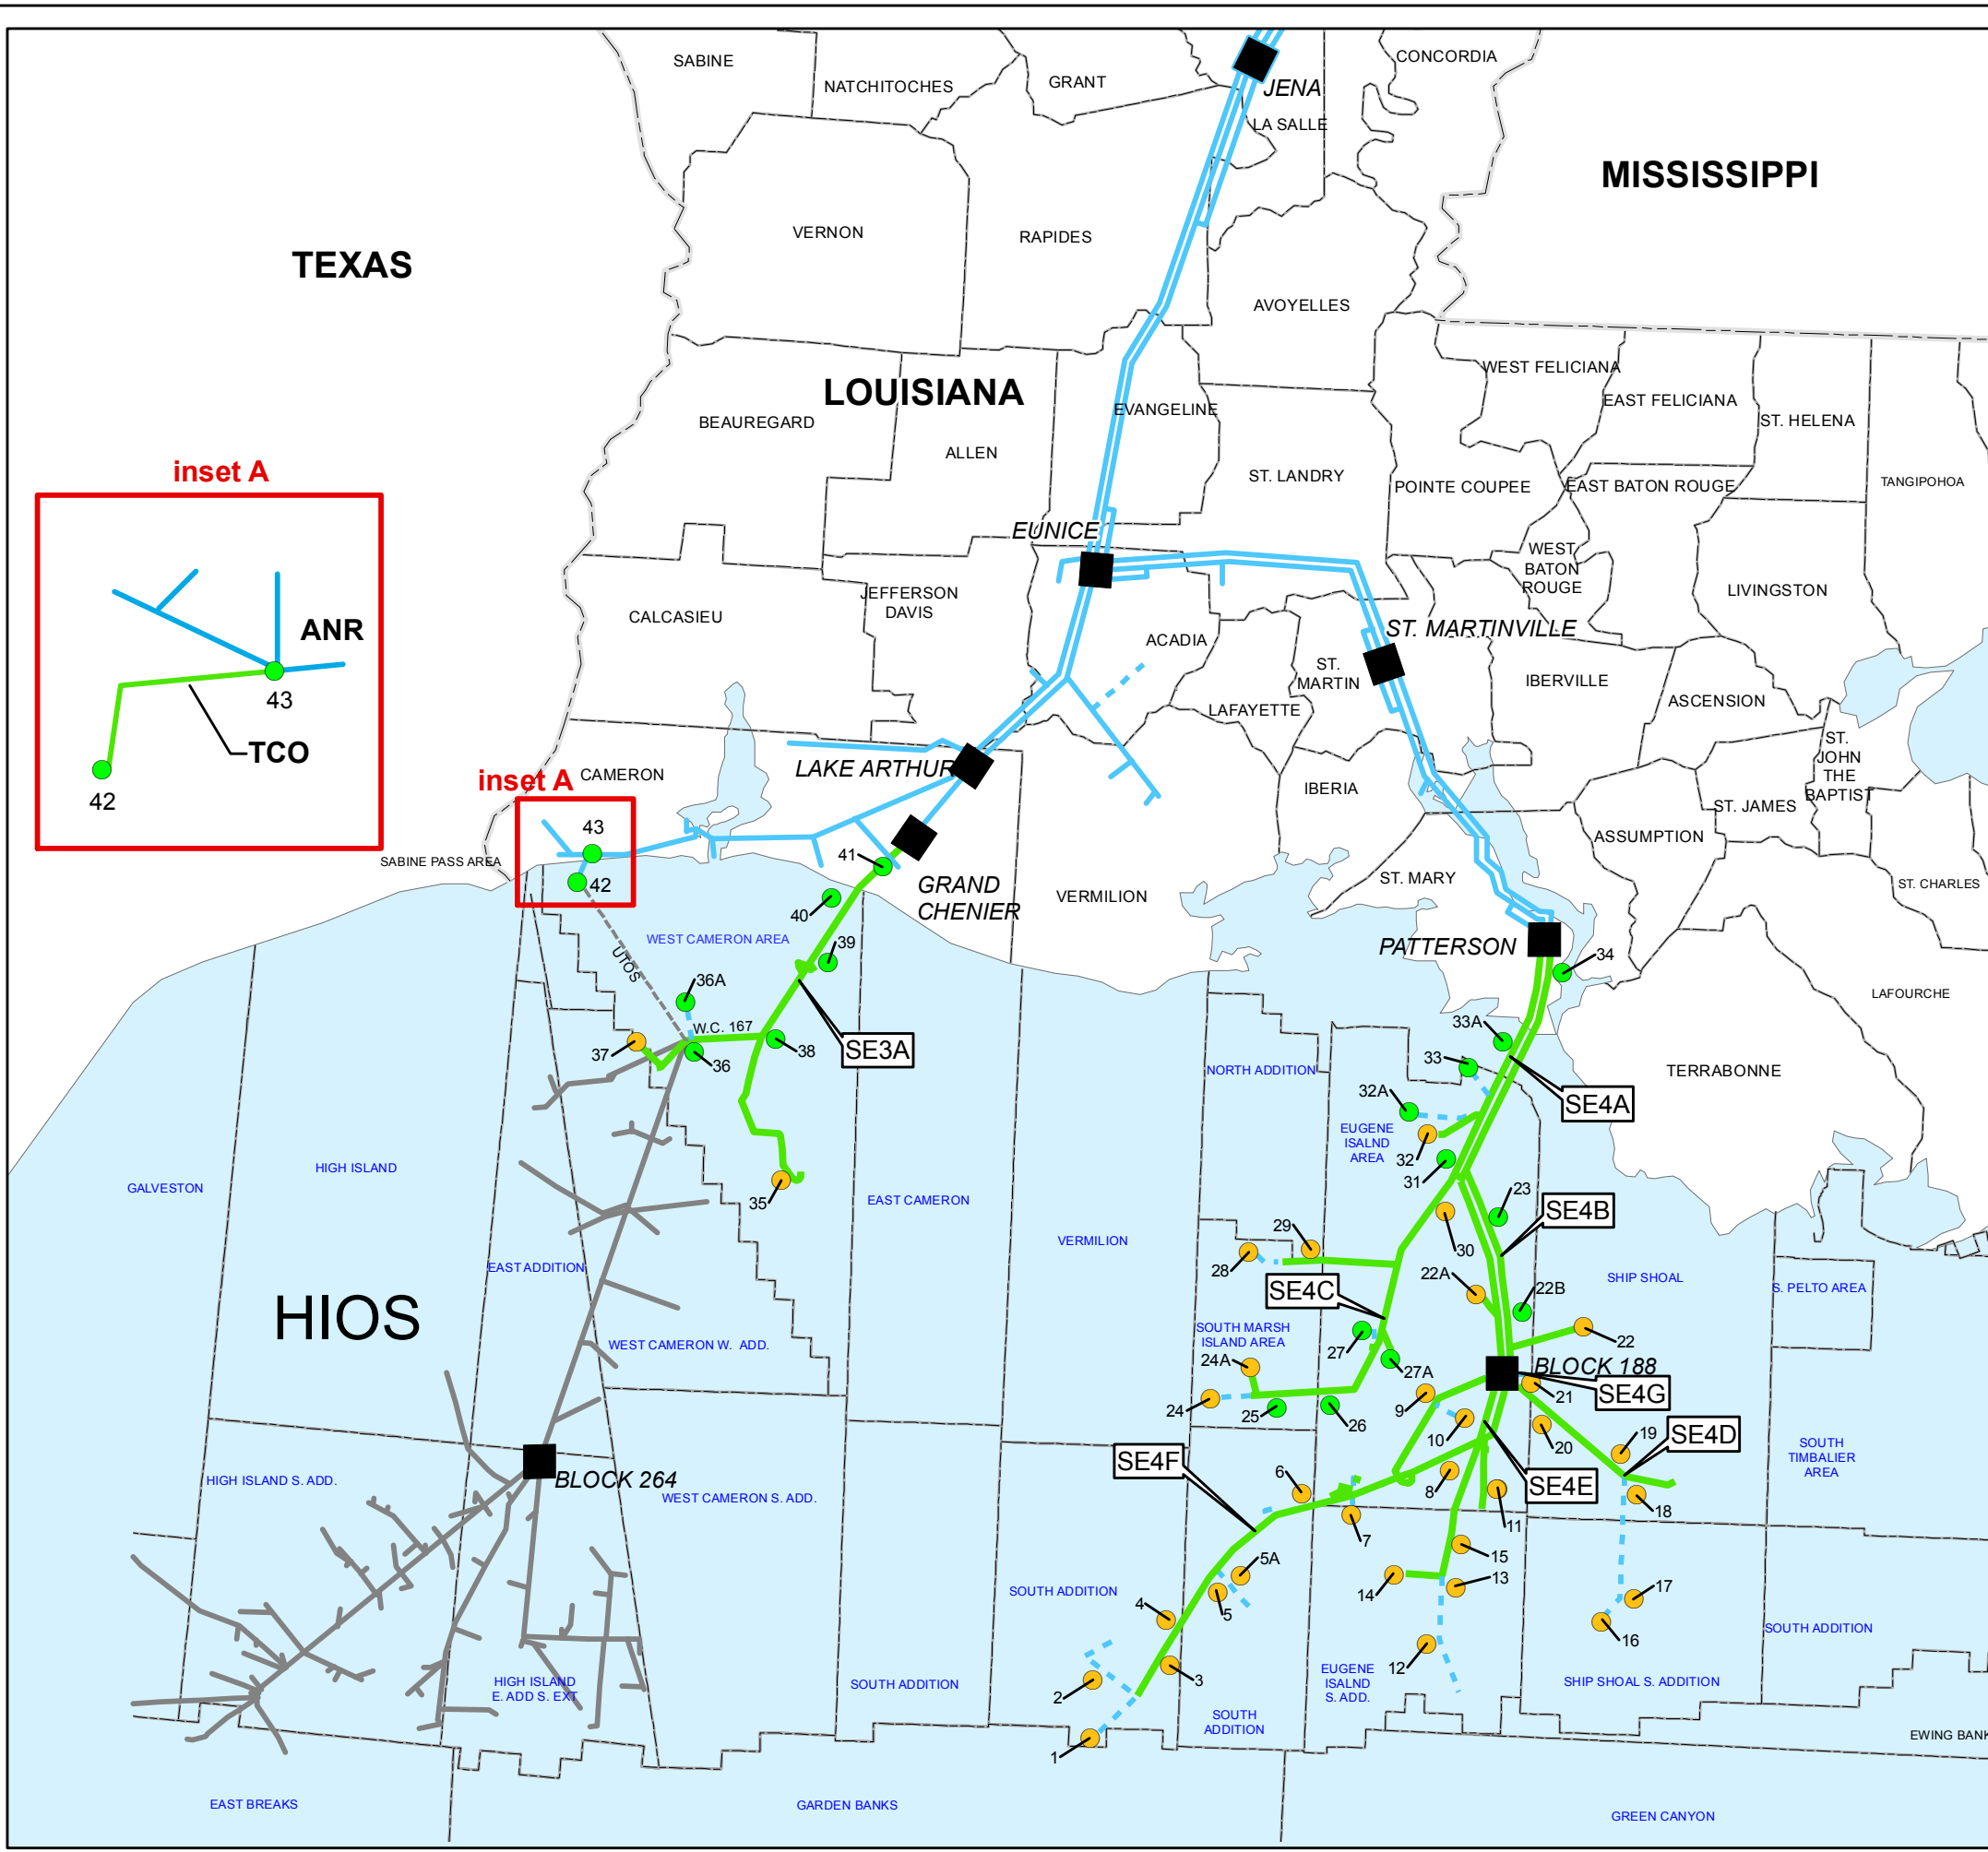 SABINE
NATCHITOCHES
GRANT
CONCORDIA
JENA
LA SALLE
MISSISSIPPI
TEXAS
VERNON
RAPIDES
AVOYELLES
LOUISIANA
WEST FELICIANA
EAST FELICIANA
ST. HELENA
BEAUREGARD
ALLEN
EVANGELINE
ST. LANDRY
POINTE COUPEE
EAST BATON ROUGE
TANGIPOHOA
inset A
ANR
43
TCO
42
EUNICE
WEST
BATON
ROUGE
LIVINGSTON
CALCASIEU
JEFFERSON
DAVIS
ACADIA
ST. MARTINVILLE
ST.
MARTIN
IBERVILLE
ASCENSION
LAFAYETTE
ST.
JOHN
THE
BAPTIST
LAKE ARTHUR
CAMERON
inset A
IBERIA
ST. JAMES
ASSUMPTION
43
SABINE PASS AREA
42
41
GRAND
CHENIER
VERMILION
ST. MARY
ST. CHARLES
40
WEST CAMERON AREA
39
UTOS
PATTERSON
34
LAFOURCHE
36A
W.C. 167
37
36
38
SE3A
33A
33
NORTH ADDITION
TERRABONNE
32A
SE4A
EUGENE
ISALND
AREA
32
31
HIGH ISLAND
GALVESTON
35
EAST CAMERON
23
SE4B
29
30
VERMILION
28
EAST ADDITION
22A
SHIP SHOAL
22B
S. PELTO AREA
SE4C
HIOS
SOUTH MARSH
ISLAND AREA
27
22
WEST CAMERON W. ADD.
24A
27A
BLOCK 188
SE4G
21
24
25
26
9
10
20
19
SE4D
SOUTH
TIMBALIER
AREA
SE4F
HIGH ISLAND S. ADD.
BLOCK 264
WEST CAMERON S. ADD.
6
8
SE4E
11
18
7
15
5A
SOUTH ADDITION
14
13
4
5
17
16
SOUTH ADDITION
12
3
2
HIGH ISLAND
E. ADD S. EXT
SOUTH ADDITION
EUGENE
ISALND
S. ADD.
SHIP SHOAL S. ADDITION
SOUTH
ADDITION
1
EWING BANK
EAST BREAKS
GARDEN BANKS
GREEN CANYON